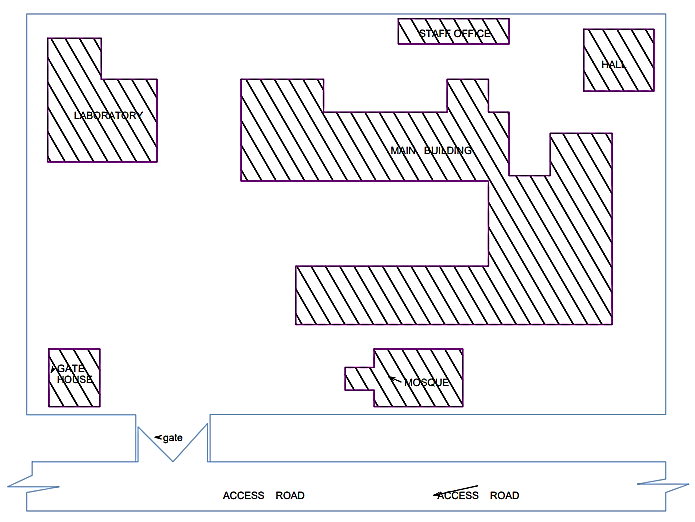 STAFF OFFICE
HALL
LABORATORY
MAIN BUILDING
GATE
HOUSE
MOSQUE
gate
ACCESS ROAD
ACCESS ROAD